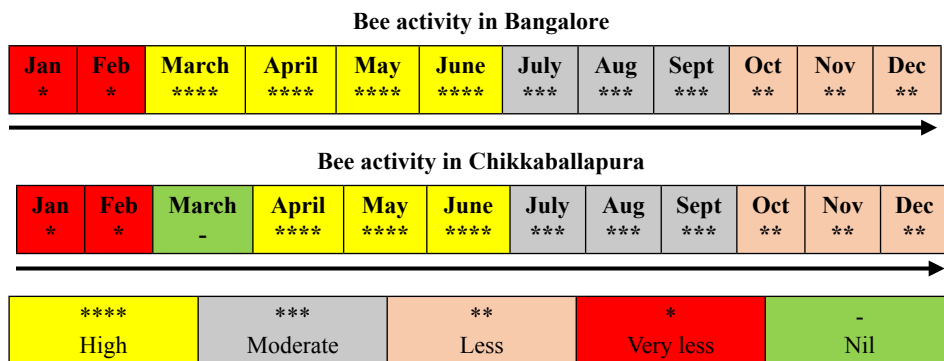 Bee activity in Bangalore
Jan Feb March April May June July Aug Sept Oct Nov Dec
* * **** **** **** **** *** *** *** ** ** **
Bee activity in Chikkaballapura
Jan Feb March April May June July Aug Sept Oct Nov Dec
* * - **** **** **** *** *** *** ** ** **
**** *** ** * -
High Moderate Less Very less Nil